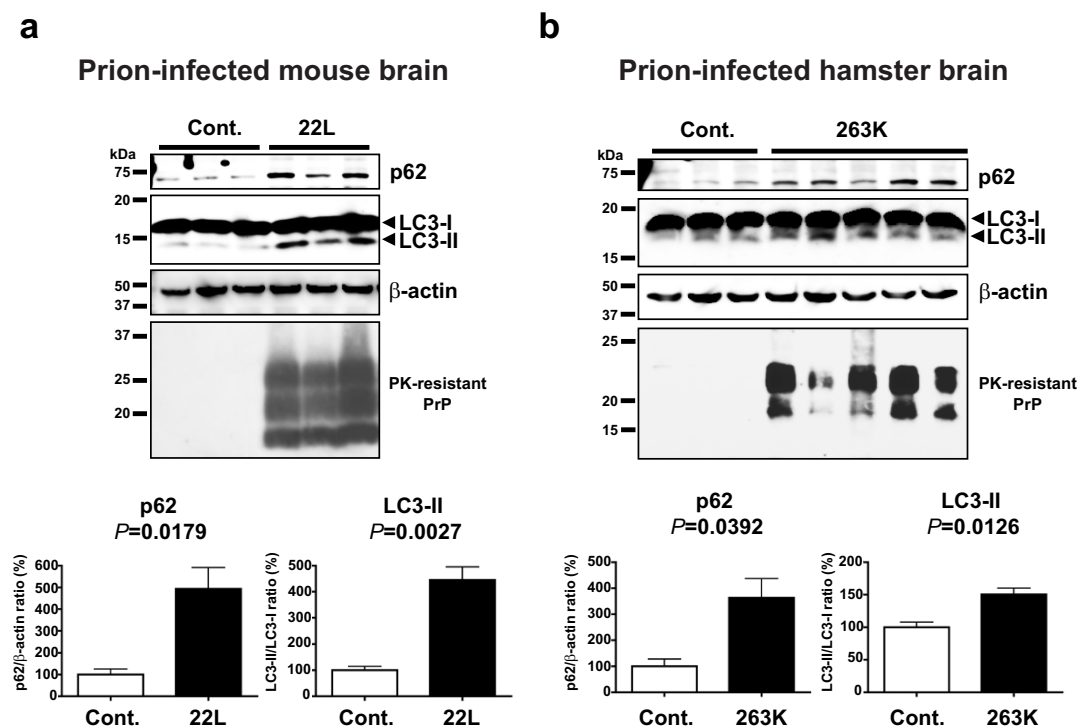 a
Prion-infected mouse brain
Cont. 22L
kDa
75
p62
20
LC3-I
15
LC3-II
50
β-actin
37
37
25
PK-resistant
PrP
20
p62
P=0.0179
LC3-II
P=0.0027
p62/β-actin ratio (%)
600
500
400
300
200
100
0
Cont. 22L
LC3-II/LC3-I ratio (%)
500
400
300
200
100
0
Cont. 22L
b
Prion-infected hamster brain
Cont. 263K
kDa
75
p62
20
LC3-I
LC3-II
15
50
β-actin
37
25
PK-resistant
PrP
20
15
p62
P=0.0392
LC3-II
P=0.0126
p62/β-actin ratio (%)
500
400
300
200
100
0
Cont. 263K
LC3-II/LC3-I ratio (%)
150
100
50
0
Cont. 263K